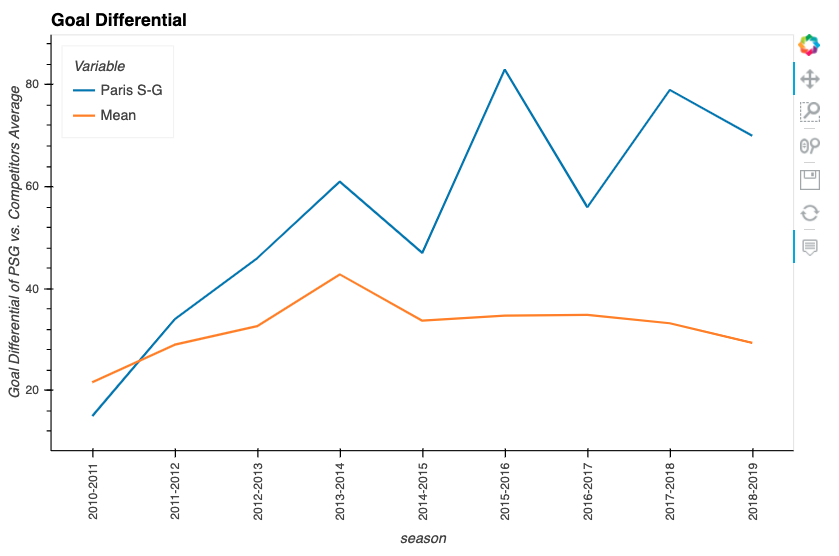 Goal Differential
Variable
Paris S-G
Mean
Goal Differential of PSG vs. Competitors Average
80
60
40
20
2010-2011
2011-2012
2012-2013
2013-2014
2014-2015
2015-2016
2016-2017
2017-2018
2018-2019
season